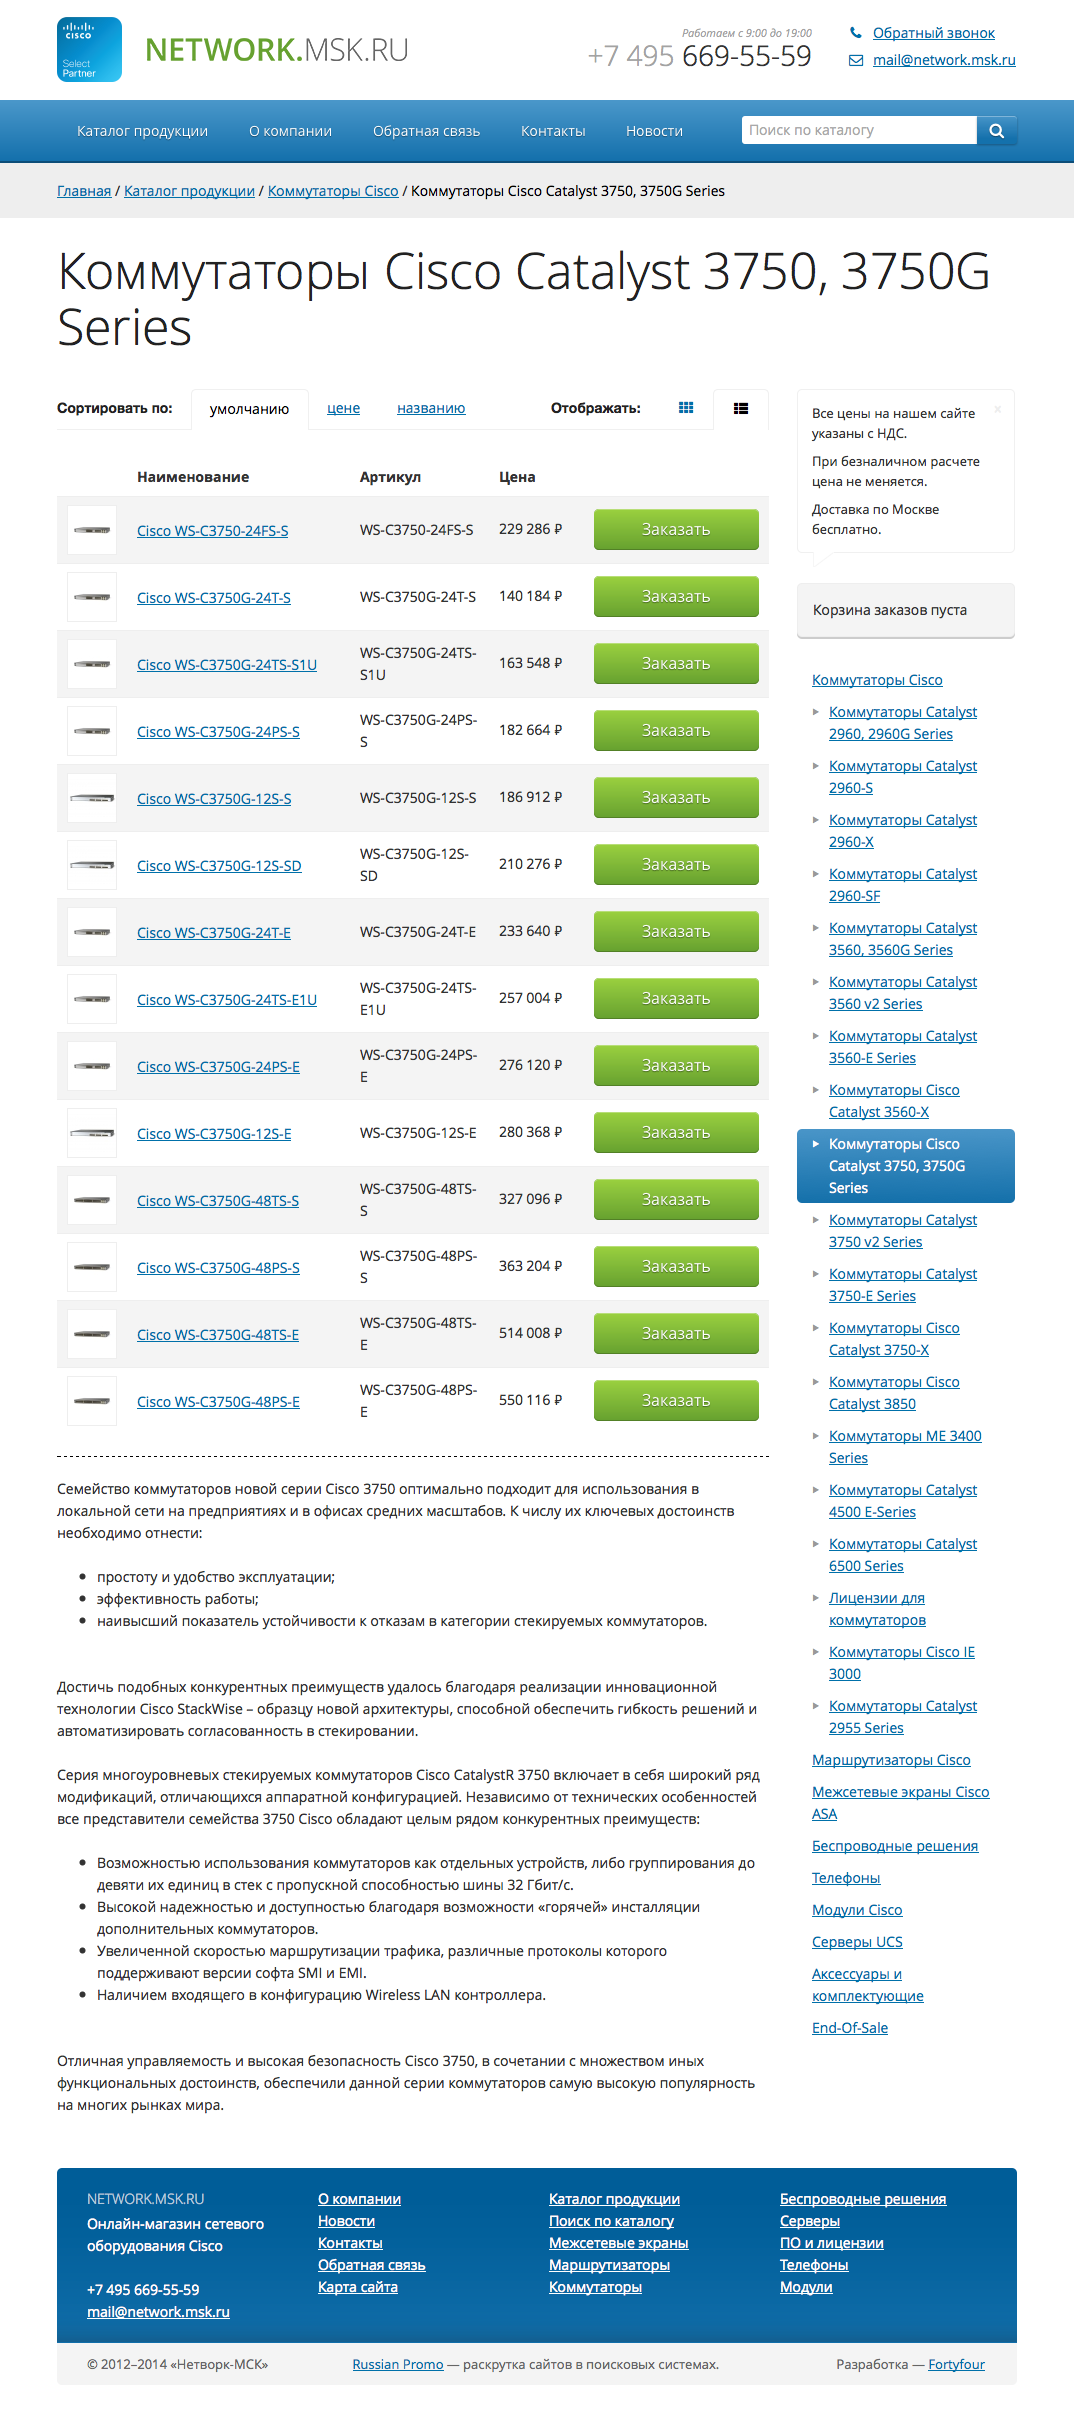 cisco
Select
Partner
NETWORK.MSK.RU
Работаем с 9:00 до 19:00
+7 495 669-55-59
Обратный звонок
mail@network.msk.ru
Каталог продукции
О компании
Обратная связь
Контакты
Новости
Поиск по каталогу
Главная / Каталог продукции / Коммутаторы Cisco / Коммутаторы Cisco Catalyst 3750, 3750G Series
Коммутаторы Cisco Catalyst 3750, 3750G
Series
Сортировать по: умолчанию цене названию Отображать:
Наименование Артикул Цена
Cisco WS-C3750-24FS-S WS-C3750-24FS-S 229 286 ₽ Заказать
Cisco WS-C3750G-24T-S WS-C3750G-24T-S 140 184 ₽ Заказать
Cisco WS-C3750G-24TS-S1U WS-C3750G-24TS- 163 548 ₽ Заказать
S1U
Cisco WS-C3750G-24PS-S WS-C3750G-24PS- 182 664 ₽ Заказать
S
Cisco WS-C3750G-12S-S WS-C3750G-12S-S 186 912 ₽ Заказать
Cisco WS-C3750G-12S-SD WS-C3750G-12S- 210 276 ₽ Заказать
SD
Cisco WS-C3750G-24T-E WS-C3750G-24T-E 233 640 ₽ Заказать
Cisco WS-C3750G-24TS-E1U WS-C3750G-24TS- 257 004 ₽ Заказать
E1U
Cisco WS-C3750G-24PS-E WS-C3750G-24PS- 276 120 ₽ Заказать
E
Cisco WS-C3750G-12S-E WS-C3750G-12S-E 280 368 ₽ Заказать
Cisco WS-C3750G-48TS-S WS-C3750G-48TS- 327 096 ₽ Заказать
S
Cisco WS-C3750G-48PS-S WS-C3750G-48PS- 363 204 ₽ Заказать
S
Cisco WS-C3750G-48TS-E WS-C3750G-48TS- 514 008 ₽ Заказать
E
Cisco WS-C3750G-48PS-E WS-C3750G-48PS- 550 116 ₽ Заказать
E
Семейство коммутаторов новой серии Cisco 3750 оптимально подходит для использования в
локальной сети на предприятиях и в офисах средних масштабов. К числу их ключевых достоинств
необходимо отнести:
простоту и удобство эксплуатации;
эффективность работы;
наивысший показатель устойчивости к отказам в категории стекируемых коммутаторов.
Достичь подобных конкурентных преимуществ удалось благодаря реализации инновационной
технологии Cisco StackWise – образцу новой архитектуры, способной обеспечить гибкость решений и
автоматизировать согласованность в стекировании.
Серия многоуровневых стекируемых коммутаторов Cisco CatalystR 3750 включает в себя широкий ряд
модификаций, отличающихся аппаратной конфигурацией. Независимо от технических особенностей
все представители семейства 3750 Cisco обладают целым рядом конкурентных преимуществ:
Возможностью использования коммутаторов как отдельных устройств, либо группирования до
девяти их единиц в стек с пропускной способностью шины 32 Гбит/с.
Высокой надежностью и доступностью благодаря возможности «горячей» инсталляции
дополнительных коммутаторов.
Увеличенной скоростью маршрутизации трафика, различные протоколы которого
поддерживают версии софта SMI и EMI.
Наличием входящего в конфигурацию Wireless LAN контроллера.
Отличная управляемость и высокая безопасность Cisco 3750, в сочетании с множеством иных
функциональных достоинств, обеспечили данной серии коммутаторов самую высокую популярность
на многих рынках мира.
Все цены на нашем сайте ×
указаны с НДС.
При безналичном расчете
цена не меняется.
Доставка по Москве
бесплатно.
Корзина заказов пуста
Коммутаторы Cisco
Коммутаторы Catalyst
2960, 2960G Series
Коммутаторы Catalyst
2960-S
Коммутаторы Catalyst
2960-X
Коммутаторы Catalyst
2960-SF
Коммутаторы Catalyst
3560, 3560G Series
Коммутаторы Catalyst
3560 v2 Series
Коммутаторы Catalyst
3560-E Series
Коммутаторы Cisco
Catalyst 3560-X
Коммутаторы Cisco
Catalyst 3750, 3750G
Series
Коммутаторы Catalyst
3750 v2 Series
Коммутаторы Catalyst
3750-E Series
Коммутаторы Cisco
Catalyst 3750-X
Коммутаторы Cisco
Catalyst 3850
Коммутаторы ME 3400
Series
Коммутаторы Catalyst
4500 E-Series
Коммутаторы Catalyst
6500 Series
Лицензии для
коммутаторов
Коммутаторы Cisco IE
3000
Коммутаторы Catalyst
2955 Series
Маршрутизаторы Cisco
Межсетевые экраны Cisco
ASA
Беспроводные решения
Телефоны
Модули Cisco
Серверы UCS
Аксессуары и
комплектующие
End-Of-Sale
NETWORK.MSK.RU
Онлайн-магазин сетевого
оборудования Cisco
+7 495 669-55-59
mail@network.msk.ru
О компании
Новости
Контакты
Обратная связь
Карта сайта
Каталог продукции
Поиск по каталогу
Межсетевые экраны
Маршрутизаторы
Коммутаторы
Беспроводные решения
Серверы
ПО и лицензии
Телефоны
Модули
© 2012–2014 «Нетворк-МСК» Russian Promo — раскрутка сайтов в поисковых системах. Разработка — Fortyfour